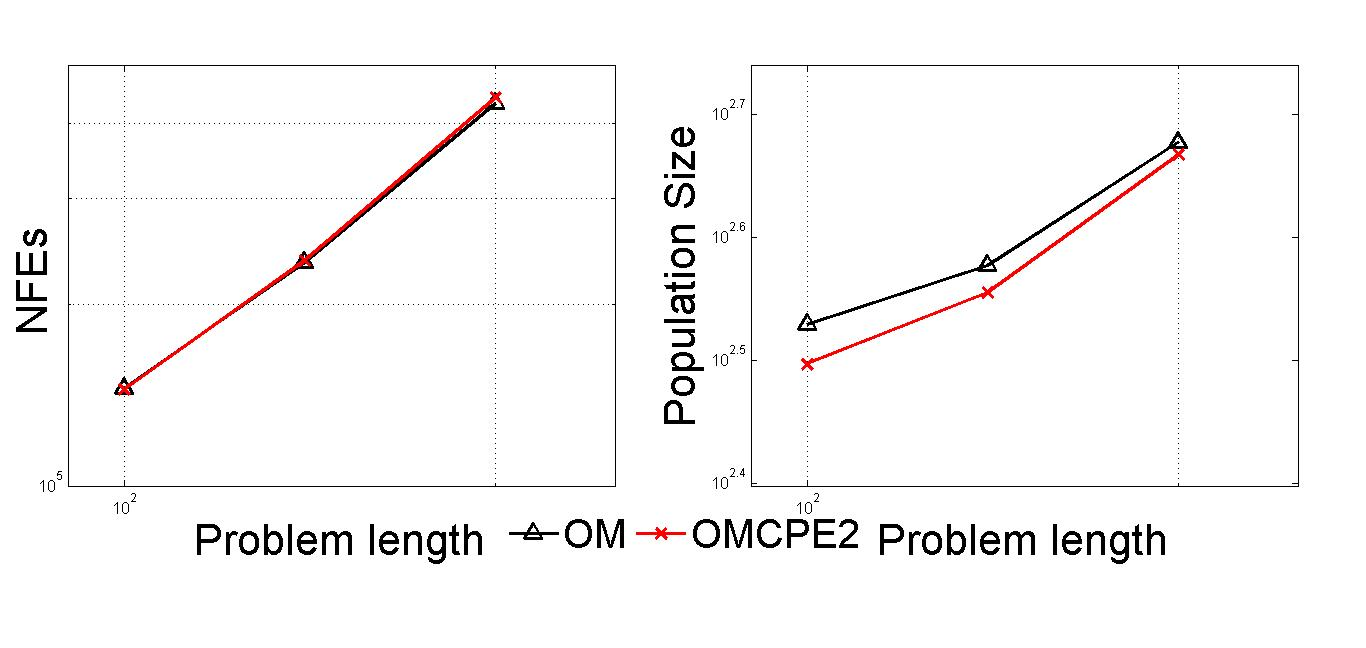 NFEs
10^5
10^2
Problem length
OM
OMCPE2
Population Size
10^2.7
10^2.6
10^2.5
10^2.4
10^2
Problem length